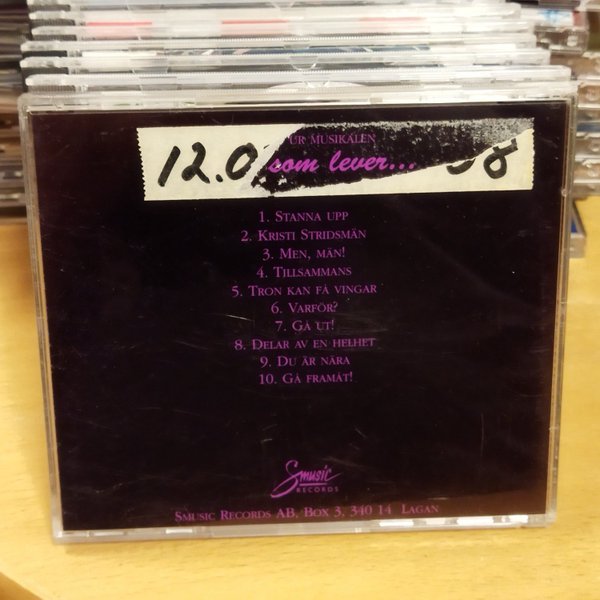 UR MUSIKALEN
12.0 som lever... 98
1. STANNA UPP
2. KRISTI STRIDSMÄN
3. MEN, MÄN!
4. TILLSAMMANS
5. TRON KAN FÅ VINGAR
6. VARFÖR?
7. GÅ UT!
8. DELAR AV EN HELHET
9. DU ÄR NÄRA
10. GÅ FRAMÅT!
Smusic
RECORDS
SMUSIC RECORDS AB, BOX 3, 340 14 LAGAN